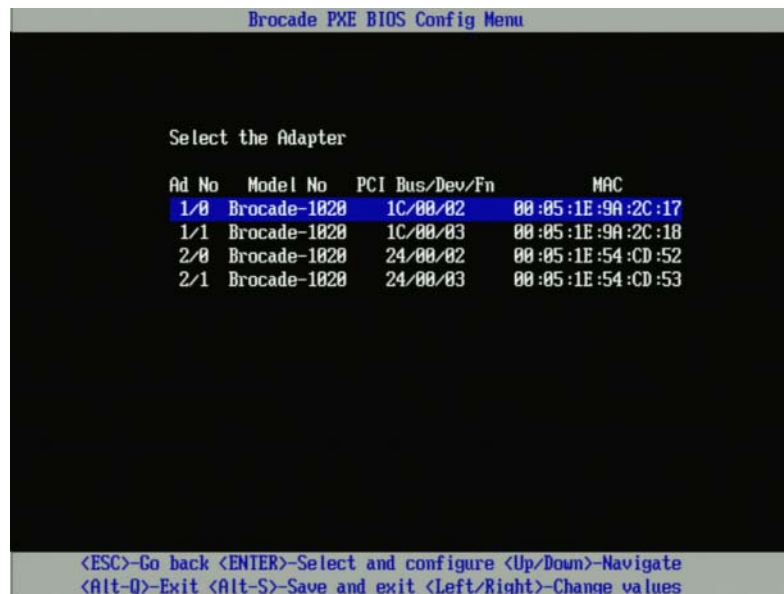 Brocade PXE BIOS Config Menu
Select the Adapter
Ad No Model No PCI Bus/Dev/Fn MAC
1/0 Brocade-1020 1C/00/02 00:05:1E:9A:2C:17
1/1 Brocade-1020 1C/00/03 00:05:1E:9A:2C:18
2/0 Brocade-1020 24/00/02 00:05:1E:54:CD:52
2/1 Brocade-1020 24/00/03 00:05:1E:54:CD:53
<ESC>-Go back <ENTER>-Select and configure <Up/Down>-Navigate
<Alt-Q>-Exit <Alt-S>-Save and exit <Left/Right>-Change values